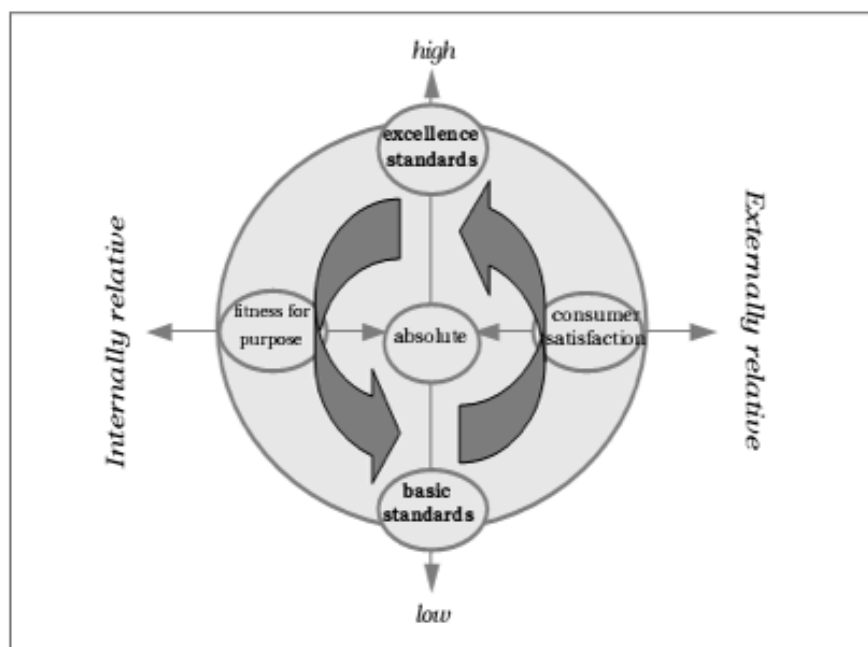 high
excellence
standards
Internally relative
Externally relative
fitness for
purpose
absolute
consumer
satisfaction
basic
standards
low